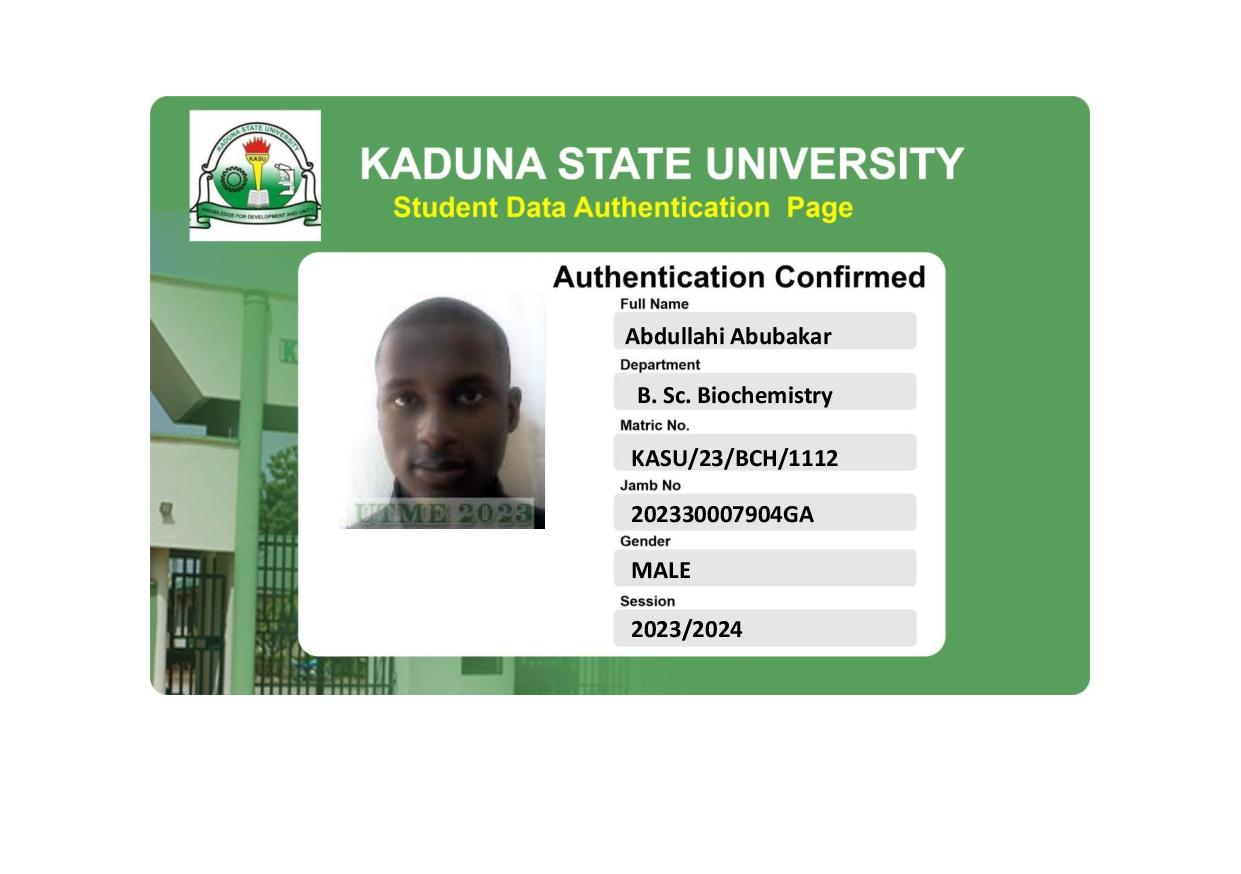 KADUNA STATE UNIVERSITY
KASU
KNOWLEDGE FOR DEVELOPMENT AND UNITY
KADUNA STATE UNIVERSITY
Student Data Authentication Page
Authentication Confirmed
Full Name
Abdullahi Abubakar
Department
B. Sc. Biochemistry
Matric No.
KASU/23/BCH/1112
Jamb No
202330007904GA
Gender
MALE
Session
2023/2024
UTME 2023
K